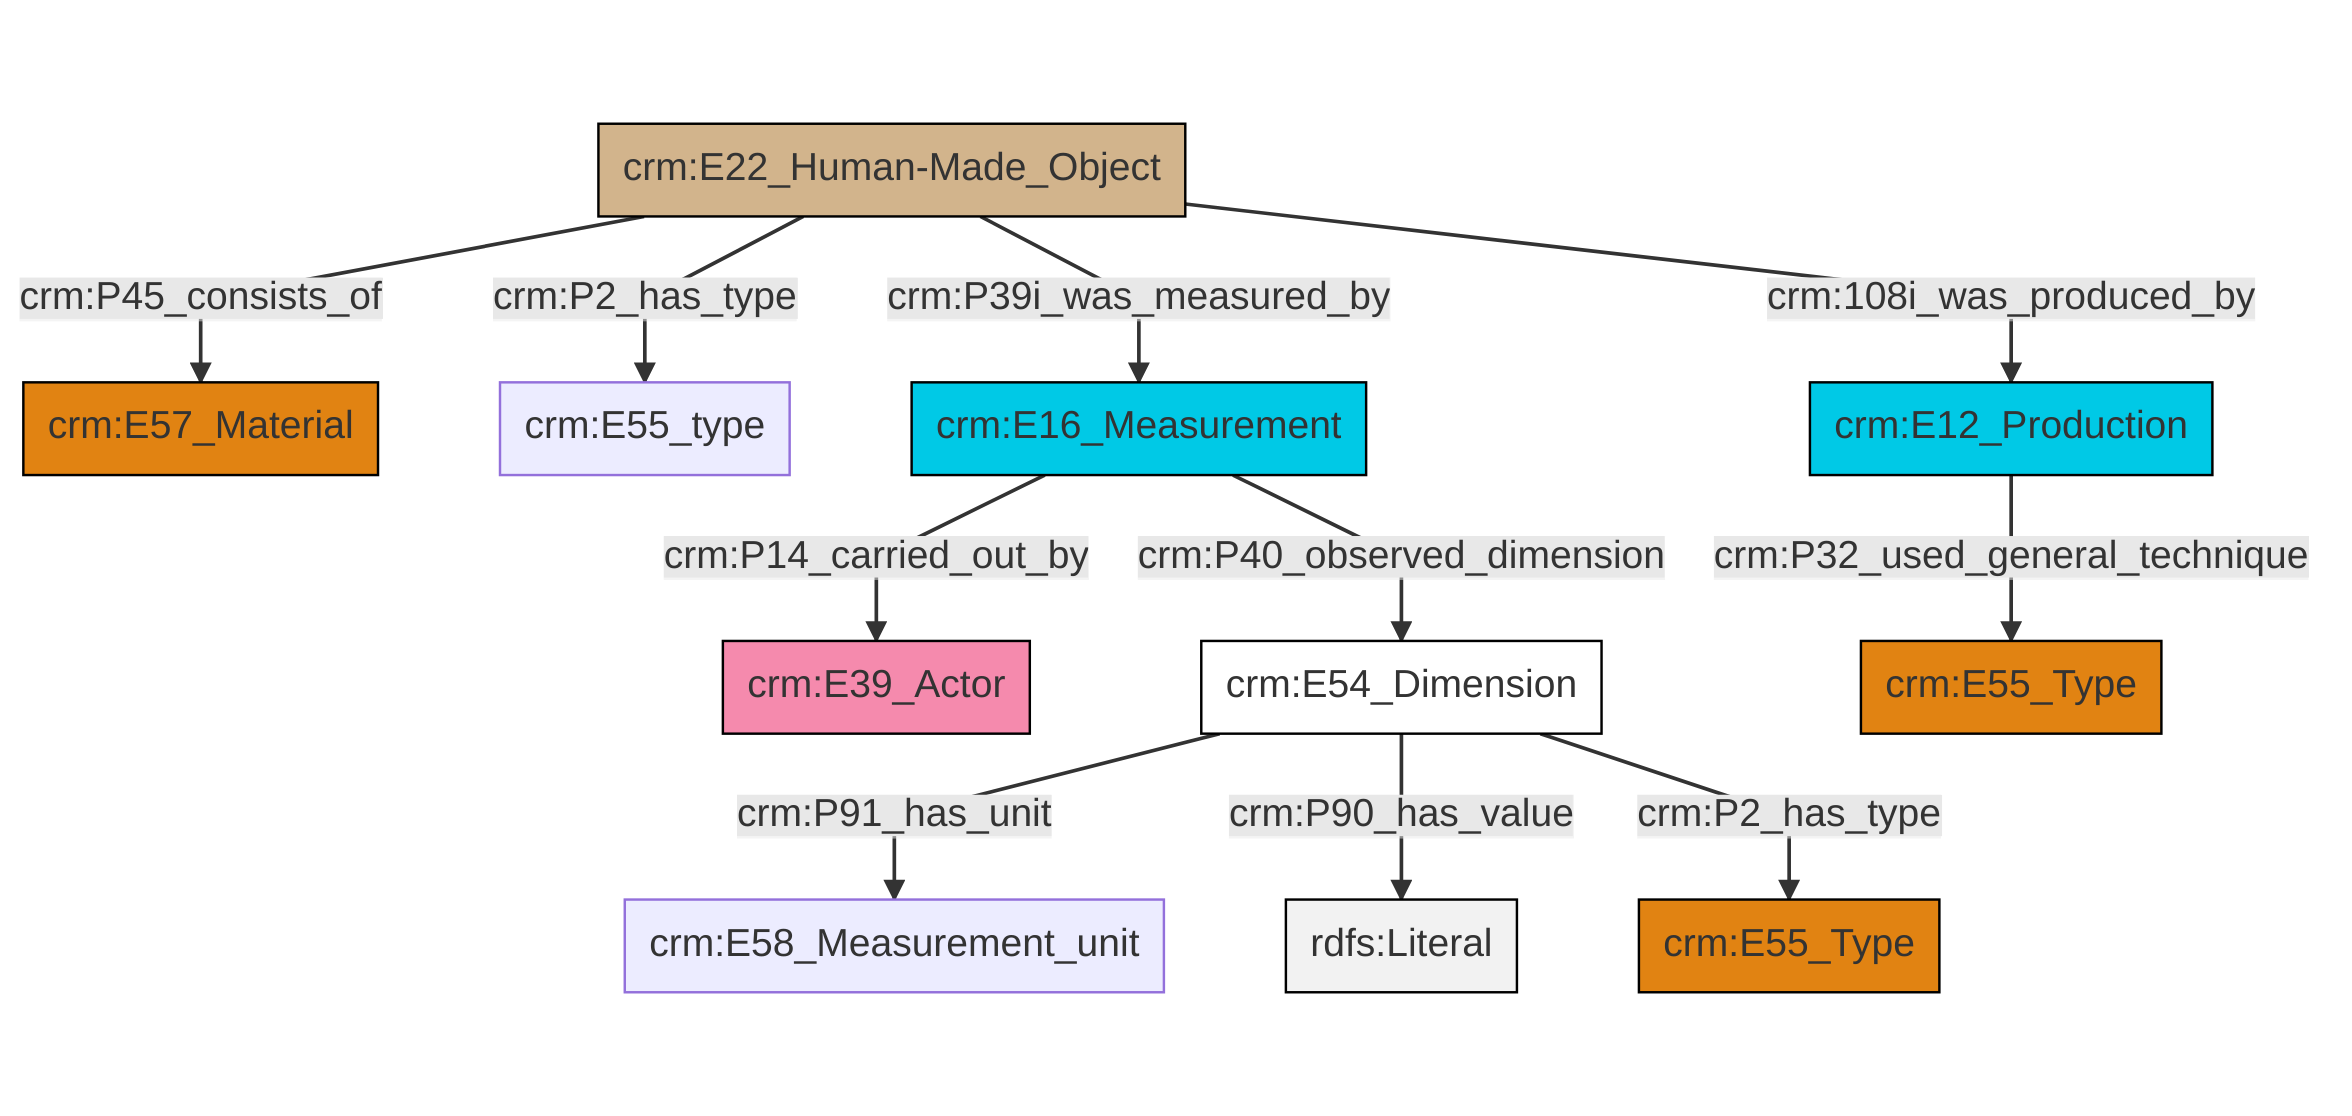 crm:E22_Human-Made_Object
crm:P45_consists_of
crm:P2_has_type
crm:P39i_was_measured_by
crm:108i_was_produced_by
crm:E57_Material
crm:E55_type
crm:E16_Measurement
crm:E12_Production
crm:P14_carried_out_by
crm:P40_observed_dimension
crm:P32_used_general_technique
crm:E39_Actor
crm:E54_Dimension
crm:E55_Type
crm:P91_has_unit
crm:P90_has_value
crm:P2_has_type
crm:E58_Measurement_unit
rdfs:Literal
crm:E55_Type